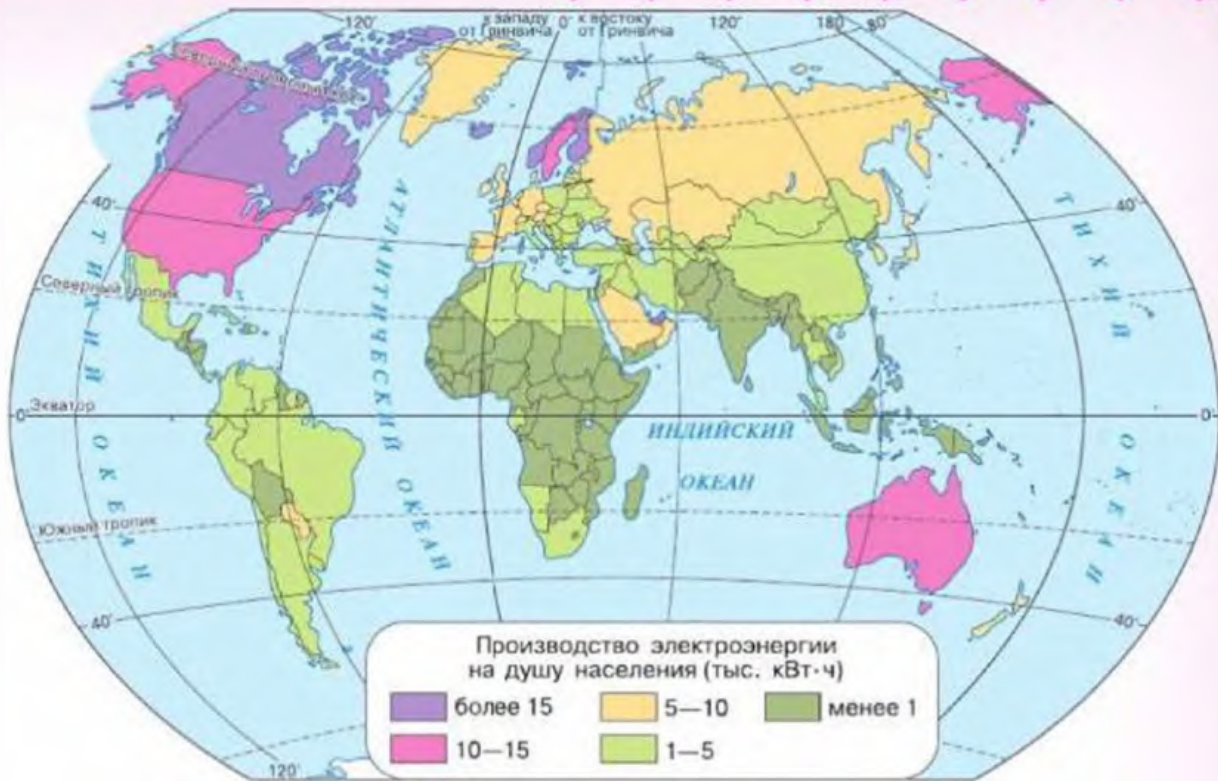 120°
к западу 0° к востоку
от Гринвича от Гринвича
120°
180°
80°
40°
40°
Северный тропик
Экватор
0°
0°
Южный тропик
40°
40°
120°
ТИХИЙ ОКЕАН
АТЛАНТИЧЕСКИЙ ОКЕАН
ИНДИЙСКИЙ
ОКЕАН
ТИХИЙ ОКЕАН
Производство электроэнергии
на душу населения (тыс. кВт·ч)
более 15
5—10
менее 1
10—15
1—5